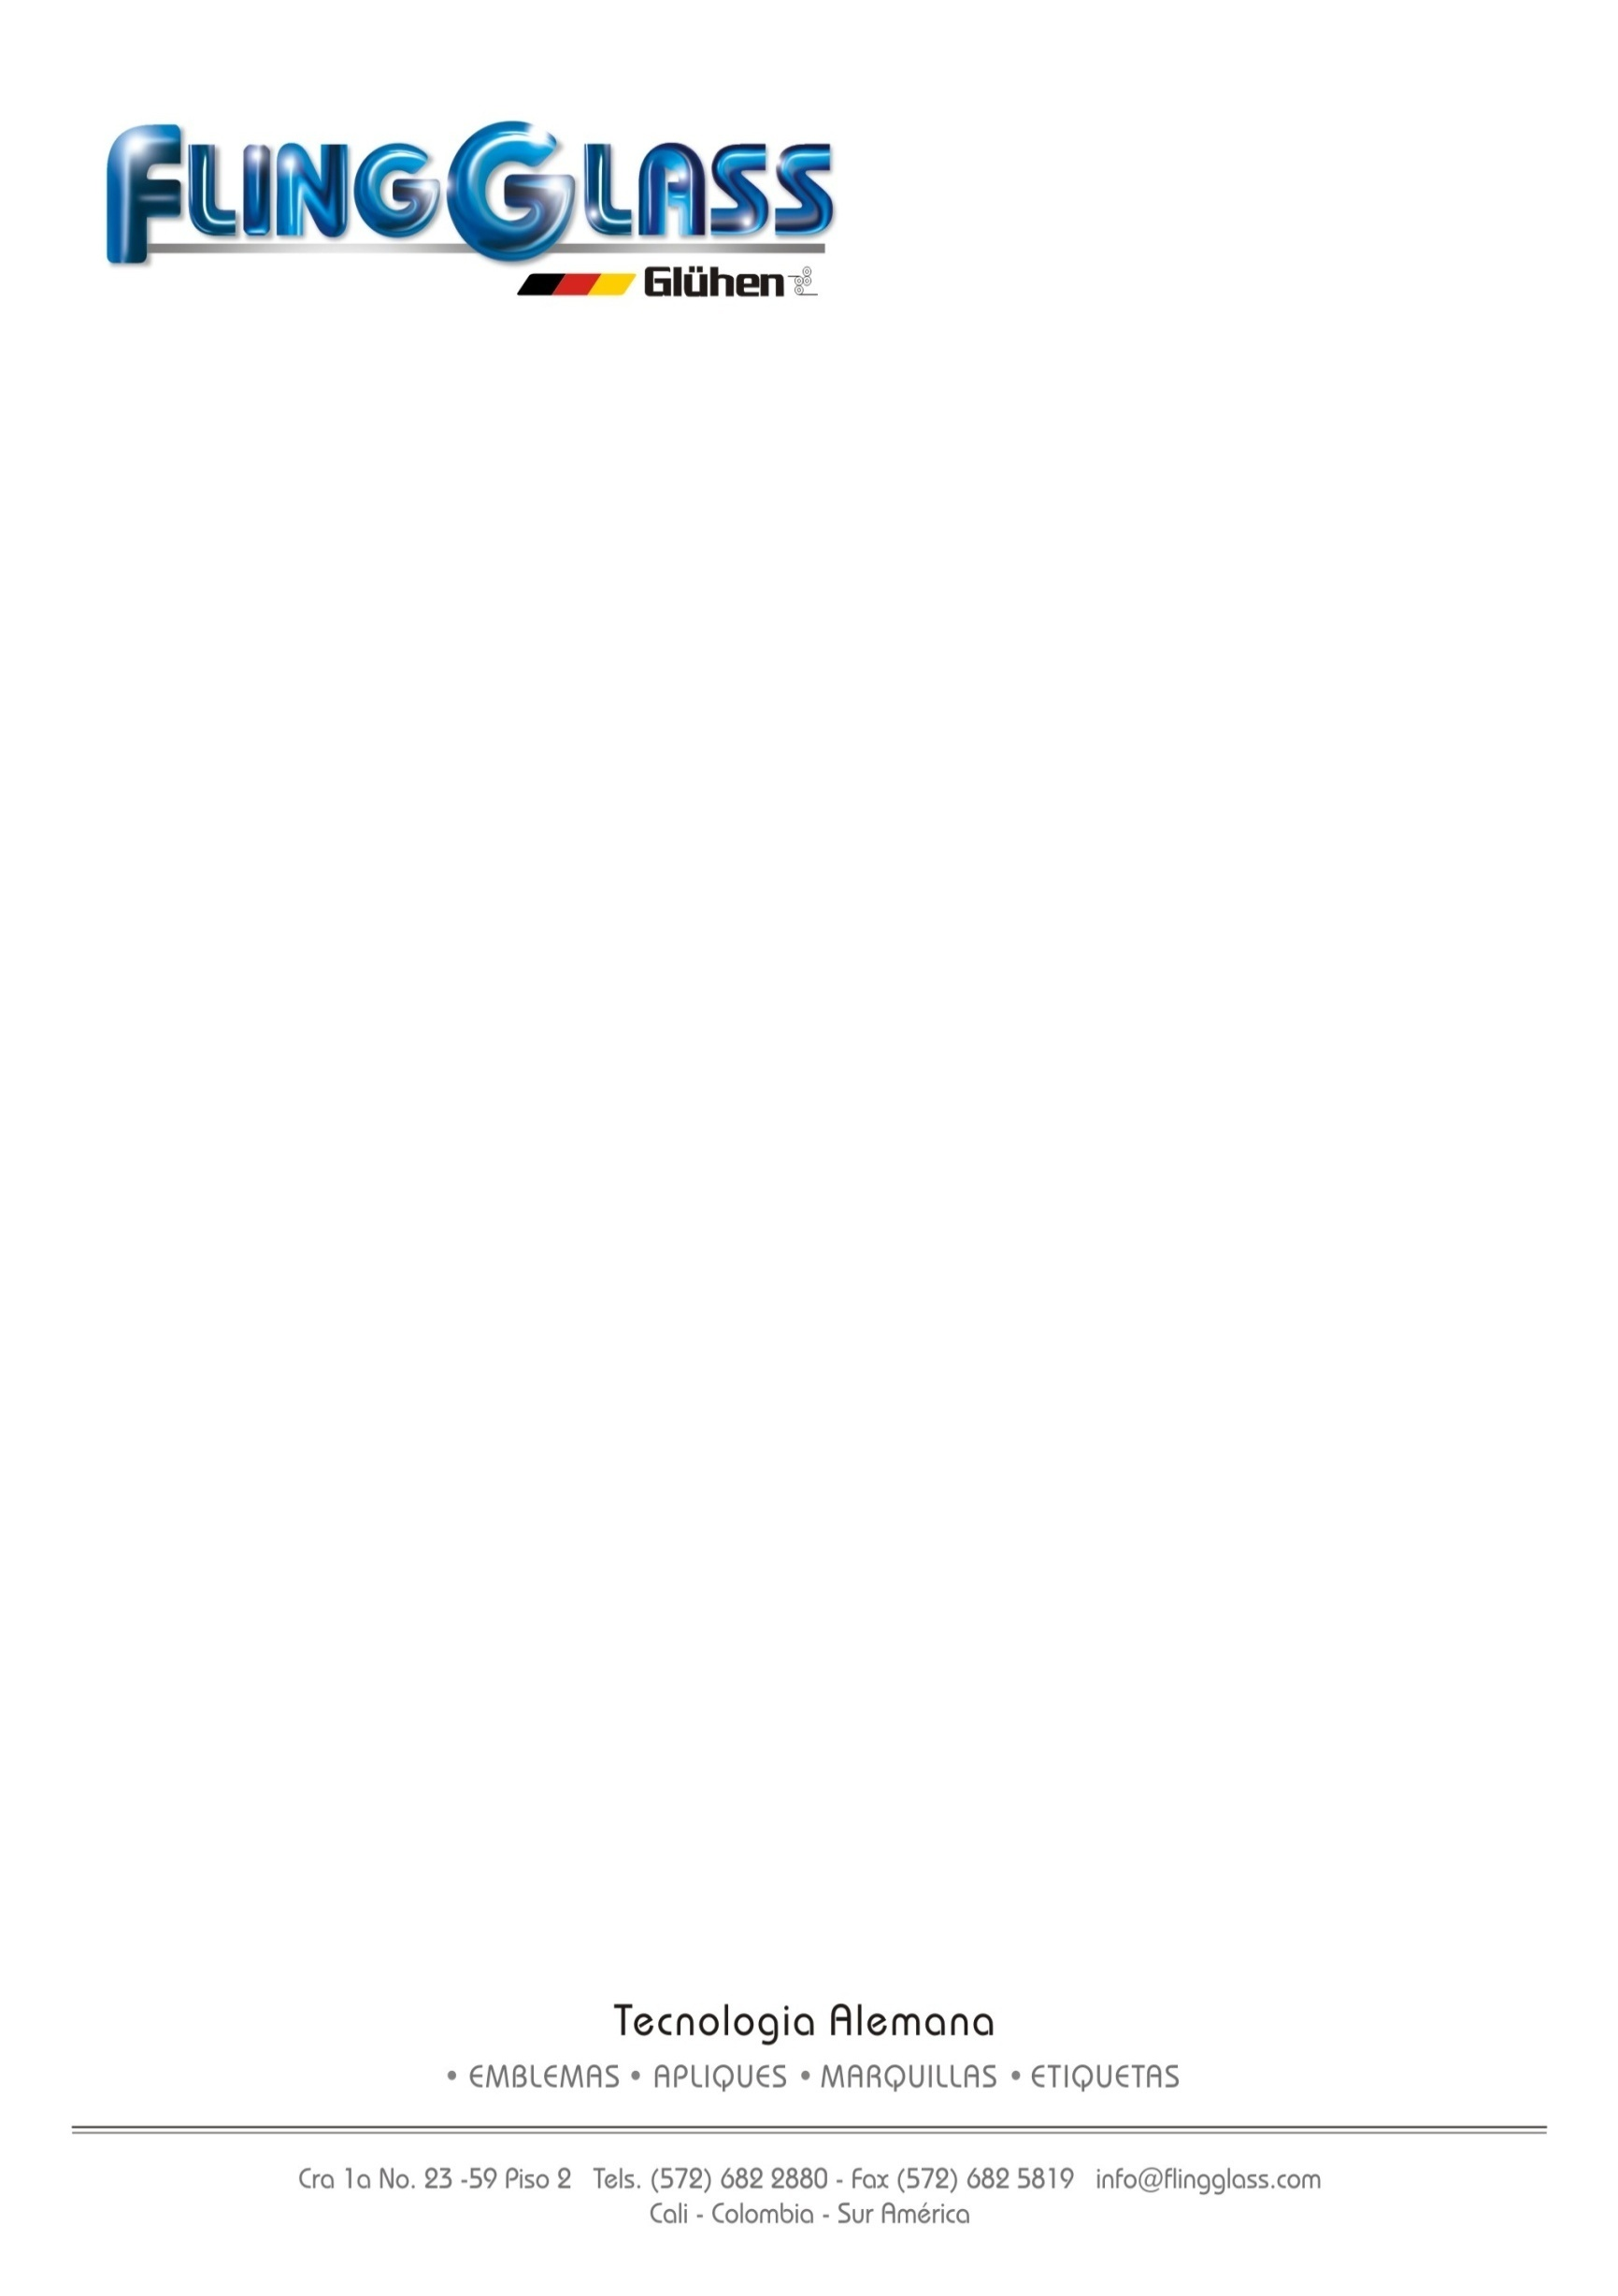 FLINGGLASS
Glühen
Tecnologia Alemana
• EMBLEMAS • APLIQUES • MARQUILLAS • ETIQUETAS
Cra 1a No. 23 -59 Piso 2 Tels. (572) 682 2880 - Fax (572) 682 5819 info@flingglass.com
Cali - Colombia - Sur América